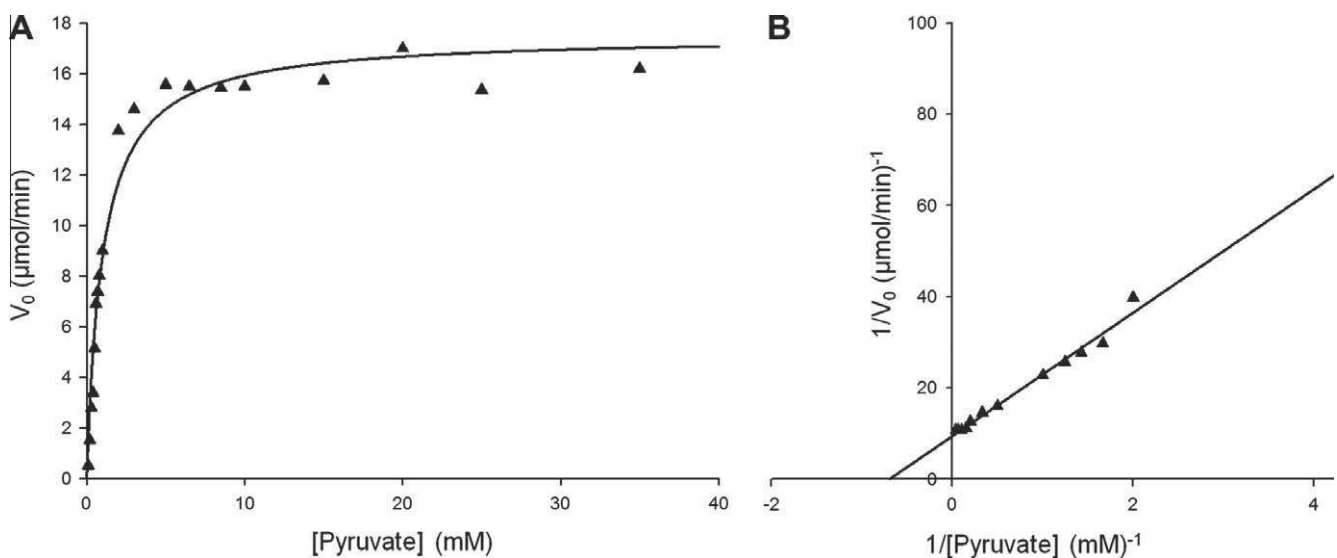 A
V₀ (μmol/min)
18
16
14
12
10
8
6
4
2
0
0 10 20 30 40
[Pyruvate] (mM)
B
1/V₀ (μmol/min)⁻¹
100
80
60
40
20
0
-2 0 2 4
1/[Pyruvate] (mM)⁻¹